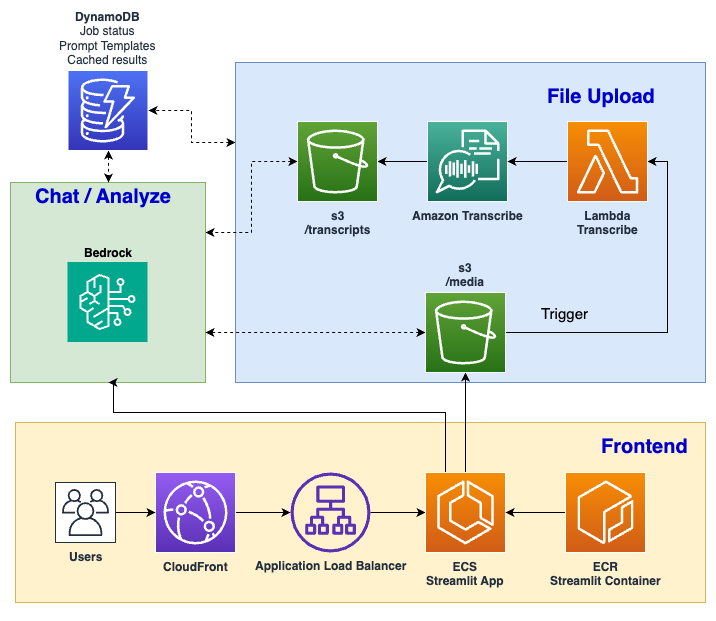 DynamoDB
Job status
Prompt Templates
Cached results
File Upload
s3
/transcripts
Amazon Transcribe
Lambda
Transcribe
Chat / Analyze
Bedrock
s3
/media
Trigger
Frontend
Users
CloudFront
Application Load Balancer
ECS
Streamlit App
ECR
Streamlit Container